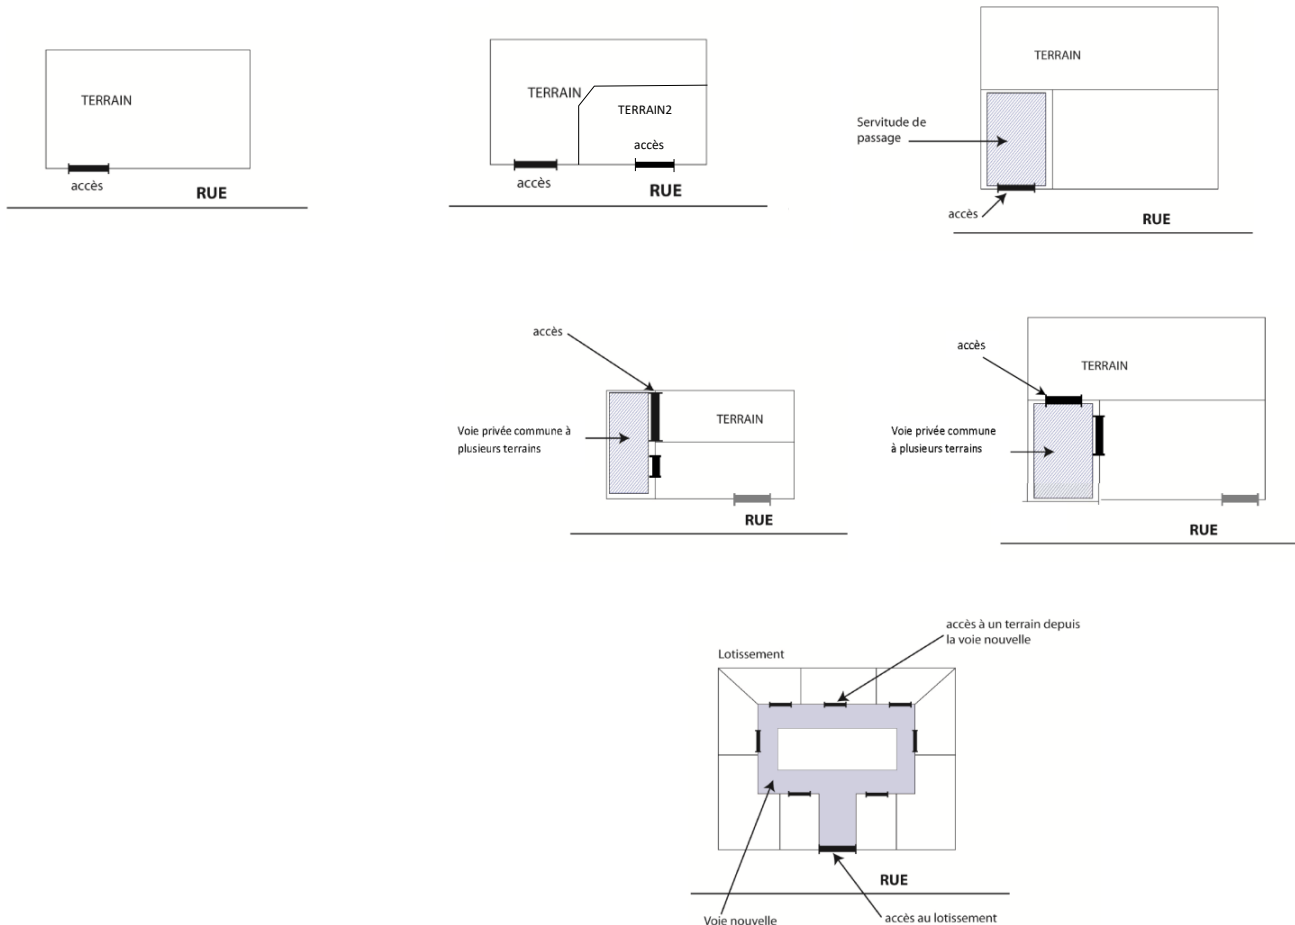 TERRAIN
accès
RUE
TERRAIN
TERRAIN2
accès
accès
RUE
TERRAIN
Servitude de
passage
accès
RUE
accès
TERRAIN
Voie privée commune à
plusieurs terrains
RUE
accès
TERRAIN
Voie privée commune
à plusieurs terrains
RUE
accès à un terrain depuis
la voie nouvelle
Lotissement
RUE
Voie nouvelle
accès au lotissement